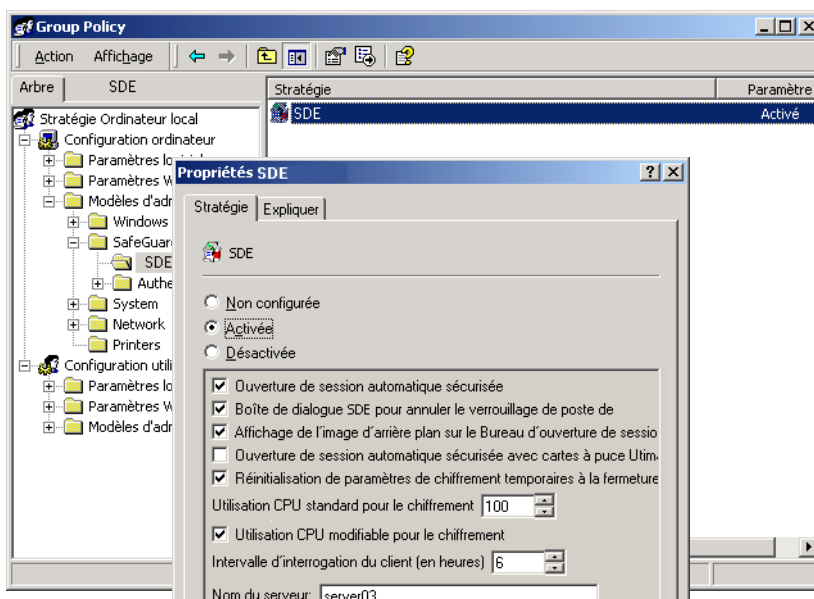 Group Policy
Action Affichage
Arbre SDE
Stratégie Paramètre
Stratégie Ordinateur local
SDE Activé
Configuration ordinateur
Paramètres
Paramètres
Modèles d'adr
Windows
SafeGuar
SDE
Authe
System
Network
Printers
Configuration utili
Paramètres lo
Paramètres W
Modèles d'adr
Propriétés SDE
Stratégie Expliquer
SDE
Non configurée
Activée
Désactivée
Ouverture de session automatique sécurisée
Boîte de dialogue SDE pour annuler le verrouillage de poste de
Affichage de l'image d'arrière plan sur le Bureau d'ouverture de sessio
Ouverture de session automatique sécurisée avec cartes à puce Utim
Réinitialisation de paramètres de chiffrement temporaires à la fermeture
Utilisation CPU standard pour le chiffrement 100
Utilisation CPU modifiable pour le chiffrement
Intervalle d'interrogation du client (en heures) 6
Nom du serveur: server03